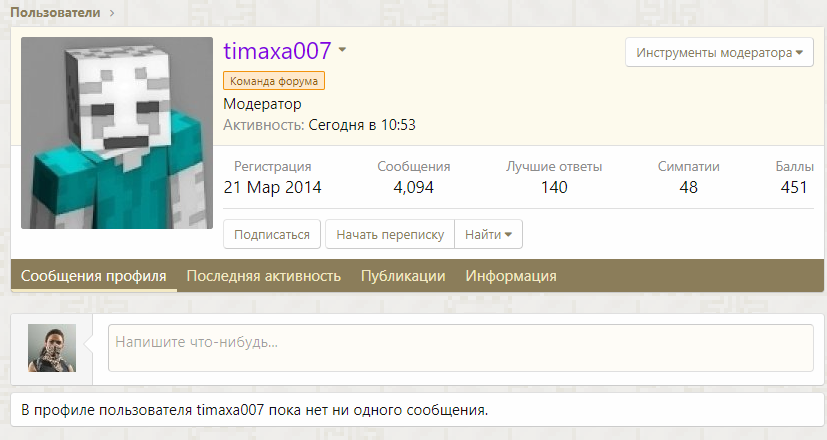 Пользователи
timaxa007
Инструменты модератора
Команда форума
Модератор
Активность: Сегодня в 10:53
Регистрация Сообщения Лучшие ответы Симпатии Баллы
21 Мар 2014 4,094 140 48 451
Подписаться Начать переписку Найти
Сообщения профиля Последняя активность Публикации Информация
Напишите что-нибудь...
В профиле пользователя timaxa007 пока нет ни одного сообщения.